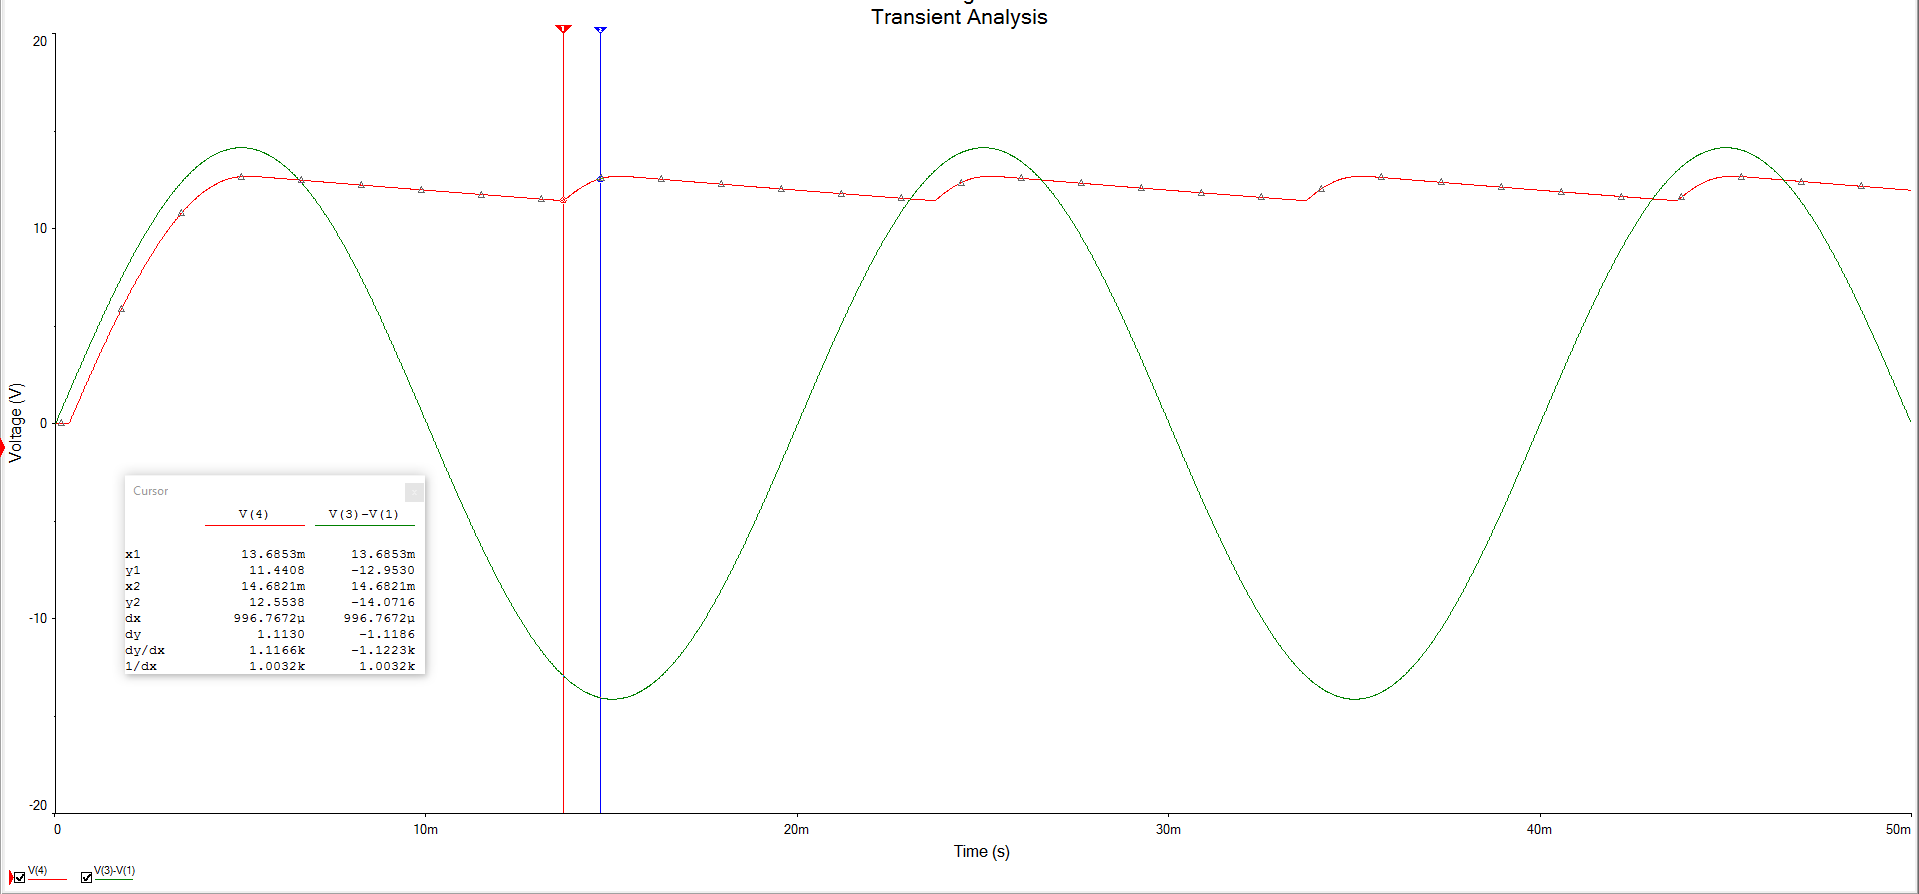 Transient Analysis
20
10
0
-10
-20
Voltage (V)
Cursor
V(4) V(3)-V(1)
x1 13.6853m 13.6853m
y1 11.4408 -12.9530
x2 14.6821m 14.6821m
y2 12.5538 -14.0716
dx 996.7672µ 996.7672µ
dy 1.1130 -1.1186
dy/dx 1.1166k -1.1223k
1/dx 1.0032k 1.0032k
0 10m 20m 30m 40m 50m
Time (s)
V(4) V(3)-V(1)